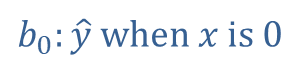 b₀: ŷ when x is 0